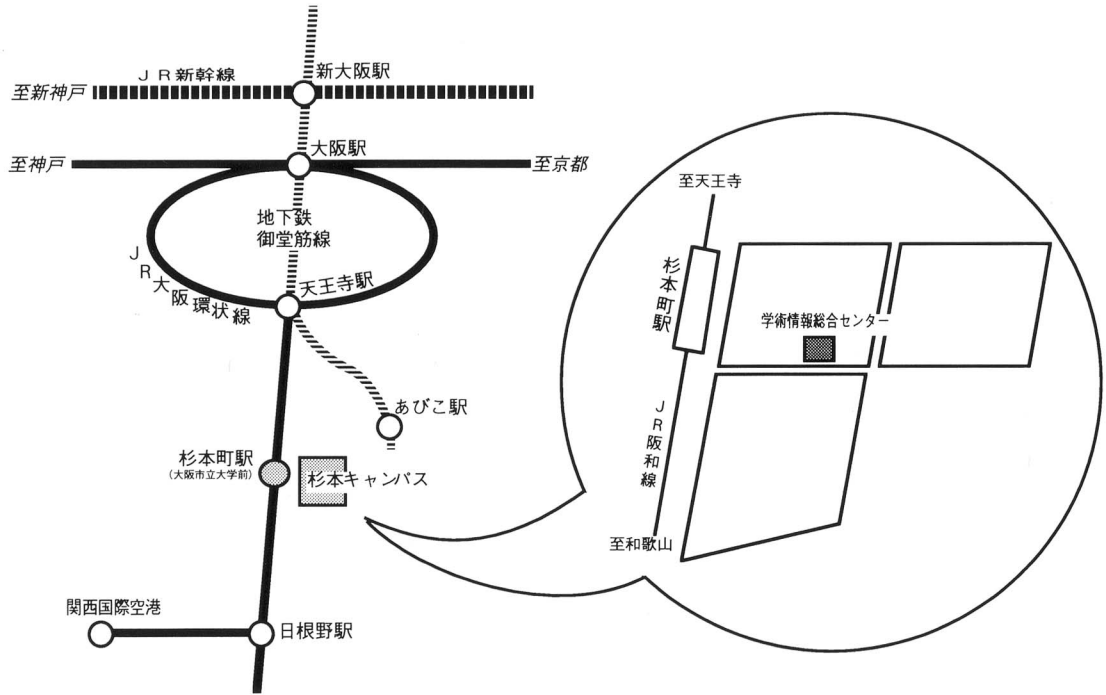 JR新幹線
新大阪駅
至新神戸
大阪駅
至神戸
至京都
地下鉄
御堂筋線
JR大阪環状線
天王寺駅
あびこ駅
杉本町駅
(大阪市立大学前)
杉本キャンパス
関西国際空港
日根野駅
至天王寺
杉本町駅
学術情報総合センター
JR阪和線
至和歌山